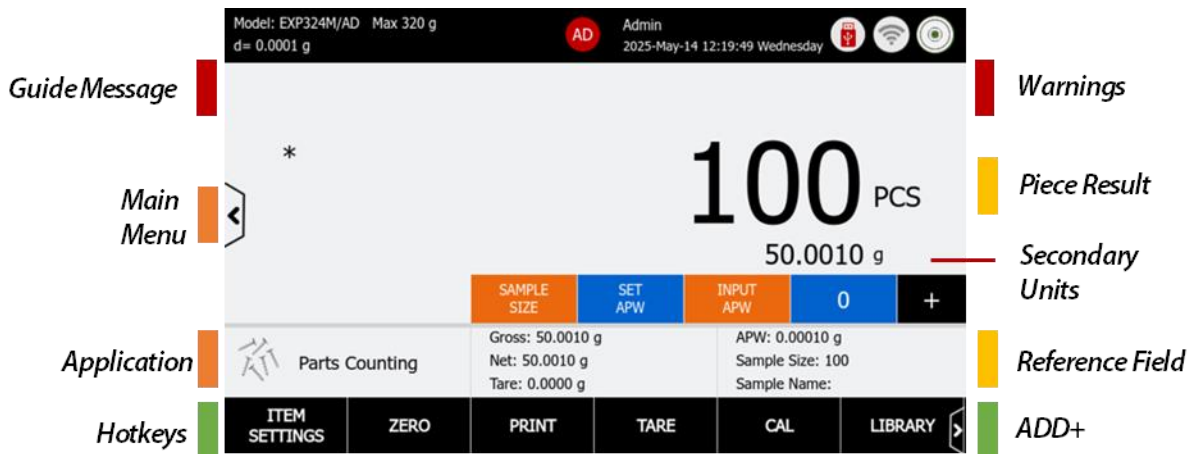 Model: EXP324M/AD Max 320 g
d= 0.0001 g
AD
Admin
2025-May-14 12:19:49 Wednesday
Guide Message
Warnings
*
100 PCS
Piece Result
Main
Menu
50.0010 g
Secondary
Units
SAMPLE
SIZE
SET
APW
INPUT
APW
0
+
Application
Parts Counting
Gross: 50.0010 g
Net: 50.0010 g
Tare: 0.0000 g
APW: 0.00010 g
Sample Size: 100
Sample Name:
Reference Field
Hotkeys
ITEM
SETTINGS
ZERO
PRINT
TARE
CAL
LIBRARY
ADD+